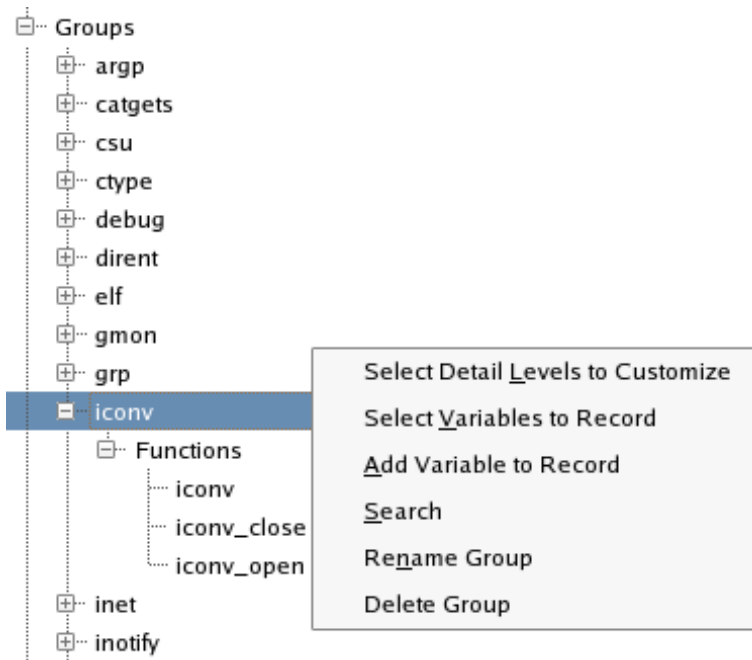 Groups
argp
catgets
csu
ctype
debug
dirent
elf
gmon
grp
iconv
Functions
iconv
iconv_close
iconv_open
inet
inotify
Select Detail Levels to Customize
Select Variables to Record
Add Variable to Record
Search
Rename Group
Delete Group